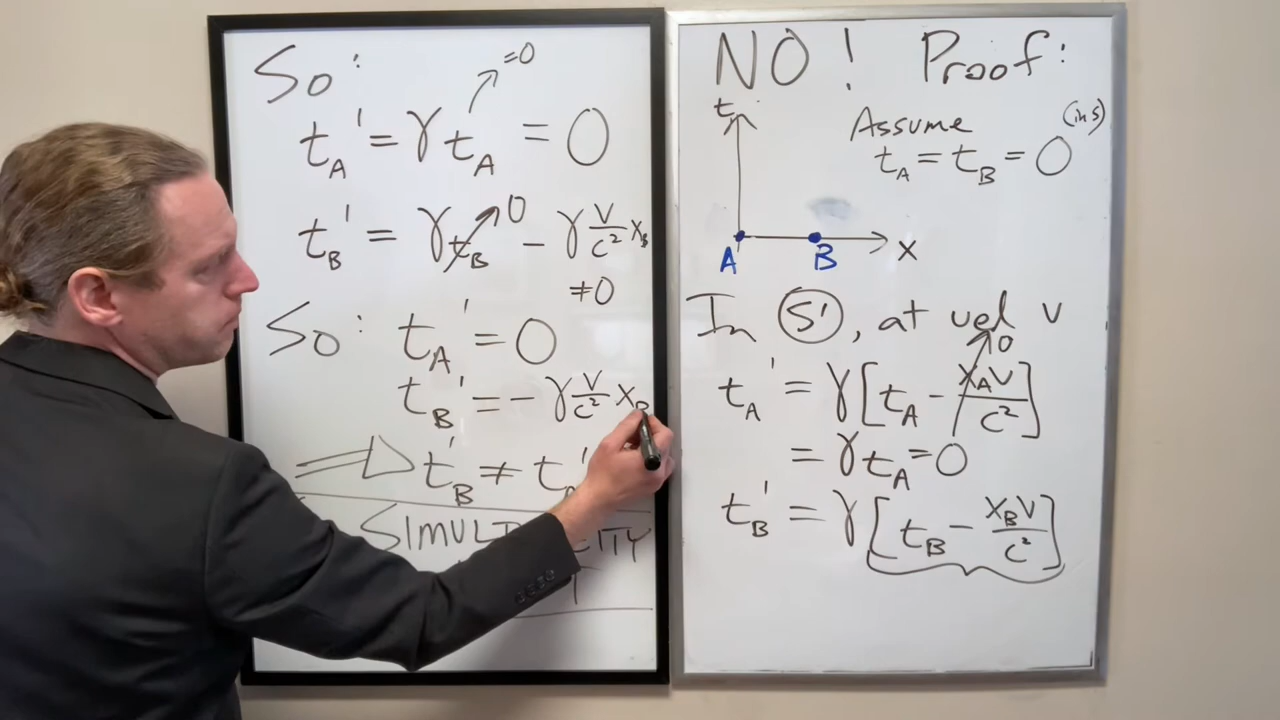 So:
=0
t_A' = γ t_A = 0
t_B' = γ t_B 0 - γ v/c² x_B
≠0
So: t_A' = 0
t_B' = - γ v/c² x_B
⇒ t_B' ≠ t_A'
NO! Proof:
t
Assume (in S)
t_A = t_B = 0
A B x
In S', at vel v
0
t_A' = γ[t_A - x_A v/c²]
= γ t_A = 0
t_B' = γ[t_B - x_B v/c²]